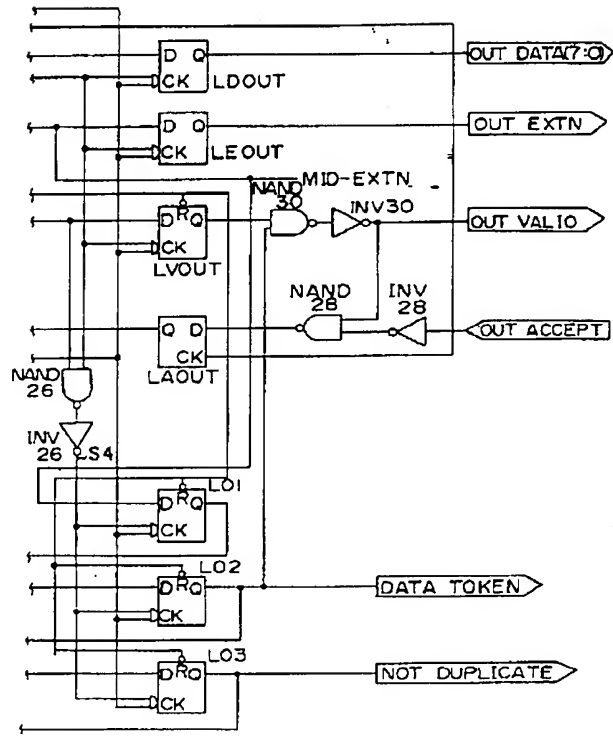 D Q
CK
LDOUT
OUT DATA(7:0)
D Q
CK
LEOUT
OUT EXTN
MID-EXTN
NAND
30
INV30
D R Q
CK
LVOUT
OUT VALID
NAND
28
INV
28
Q D
CK
LAOUT
OUT ACCEPT
NAND
26
INV
26
S4
LO1
D R Q
CK
LO2
D R Q
CK
DATA TOKEN
LO3
D R Q
CK
NOT DUPLICATE